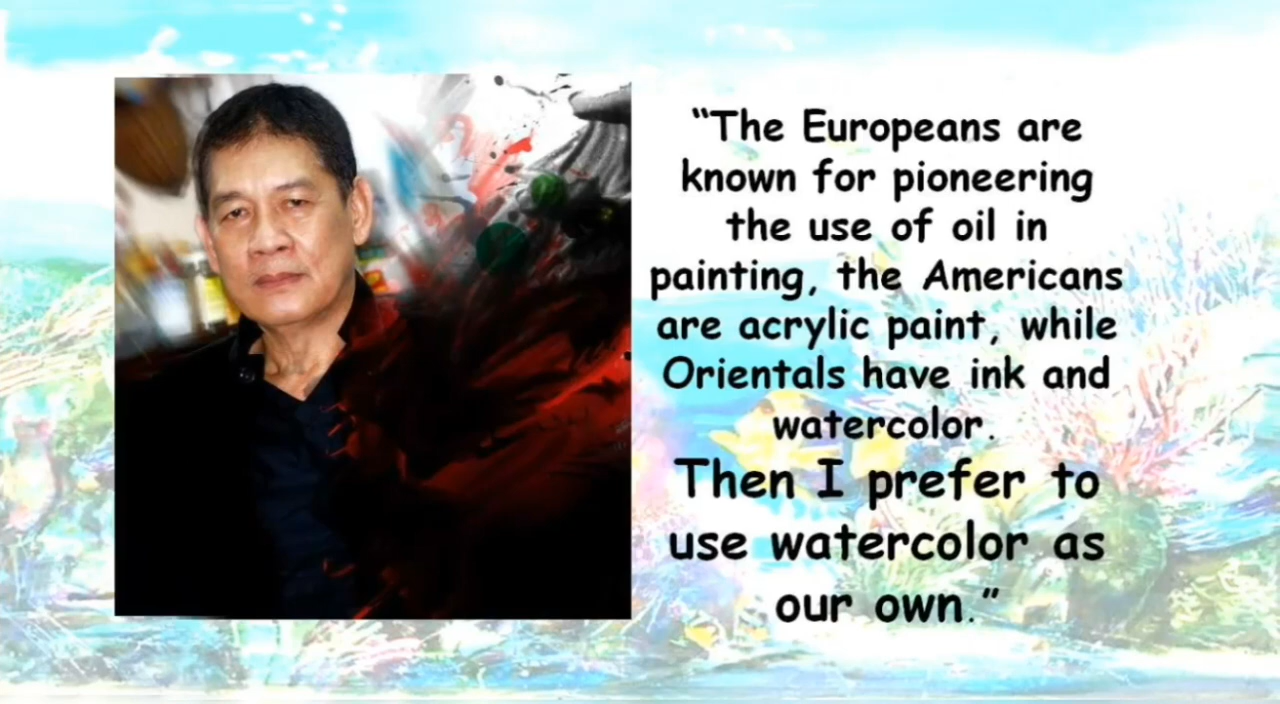 “The Europeans are
known for pioneering
the use of oil in
painting, the Americans
are acrylic paint, while
Orientals have ink and
watercolor.
Then I prefer to
use watercolor as
our own.”